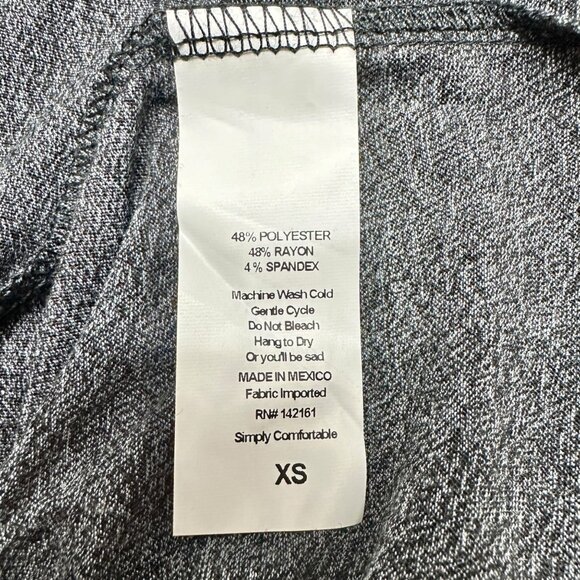 48% POLYESTER
48% RAYON
4% SPANDEX
Machine Wash Cold
Gentle Cycle
Do Not Bleach
Hang to Dry
Or you'll be sad
MADE IN MEXICO
Fabric Imported
RN# 142161
Simply Comfortable
XS